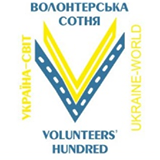 ВОЛОНТЕРСЬКА
СОТНЯ
УКРАЇНА–СВІТ
UKRAINE-WORLD
VOLUNTEERS'
HUNDRED